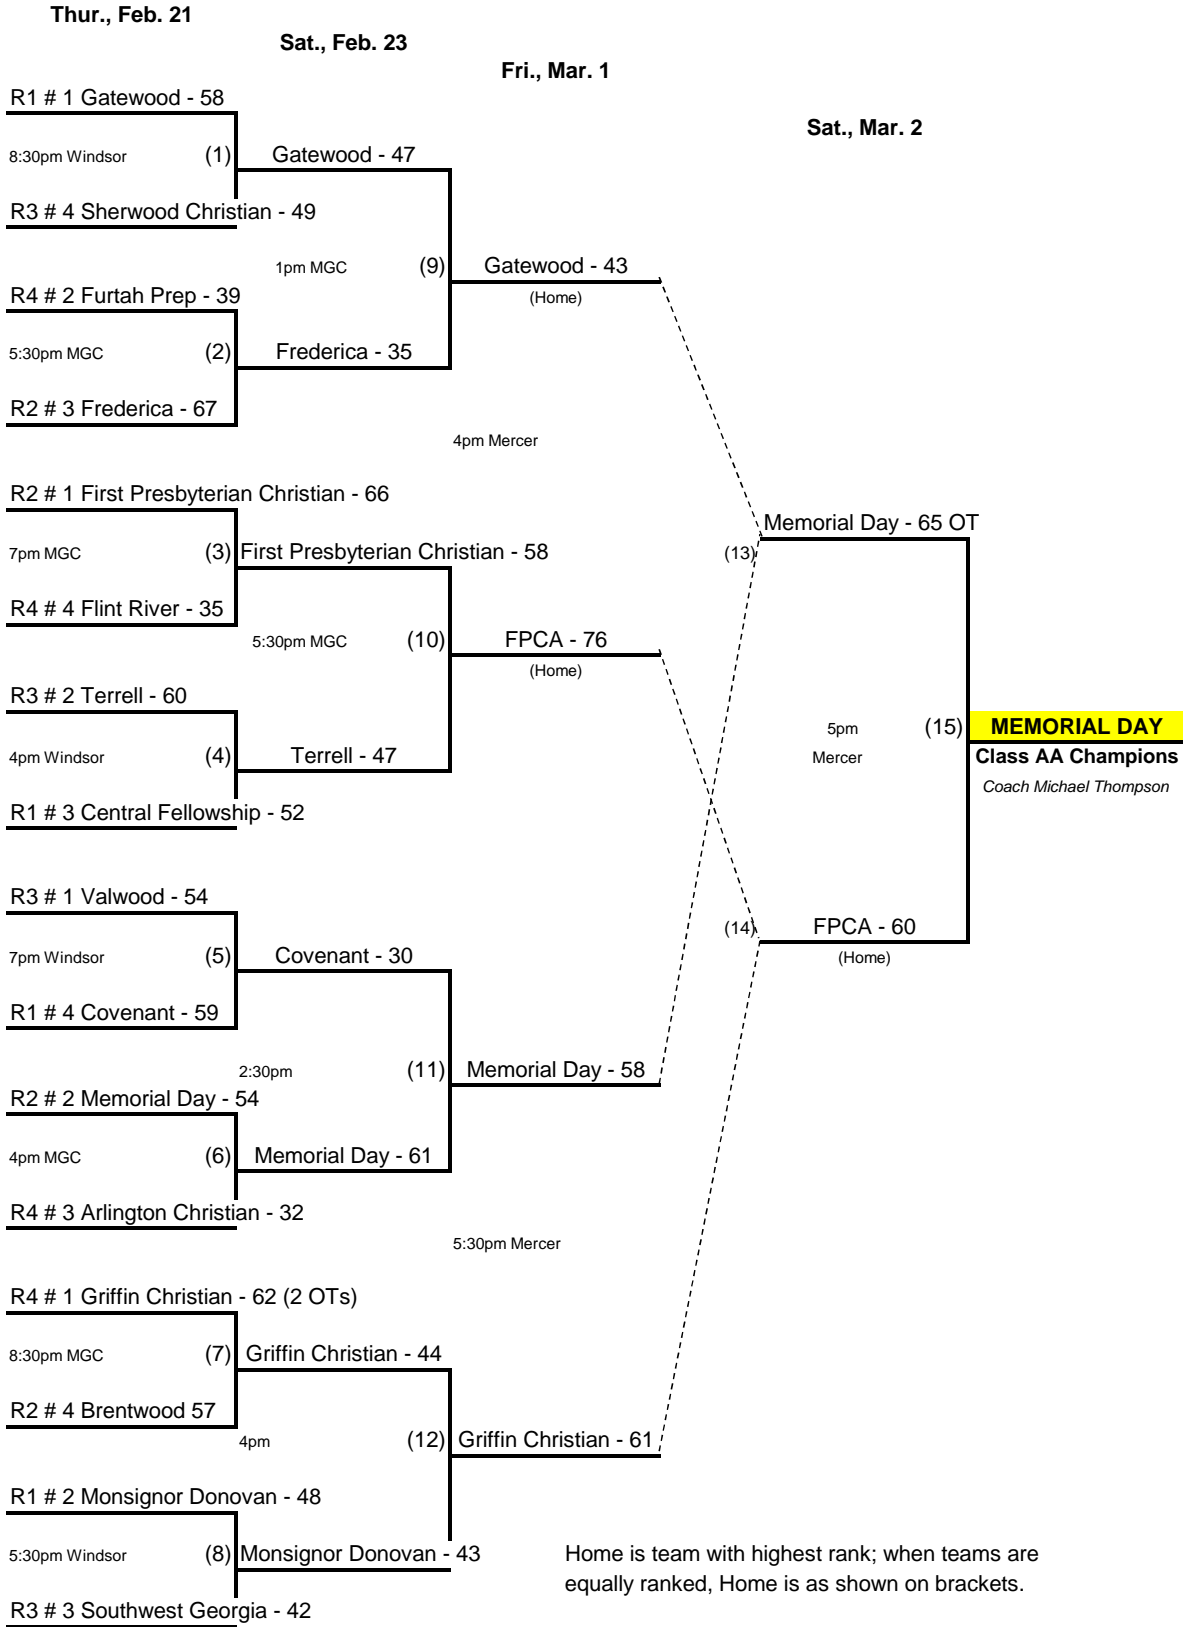 Thur., Feb. 21
Sat., Feb. 23
Fri., Mar. 1
Sat., Mar. 2
R1 # 1 Gatewood - 58
8:30pm Windsor (1) Gatewood - 47
R3 # 4 Sherwood Christian - 49
1pm MGC (9) Gatewood - 43
(Home)
R4 # 2 Furtah Prep - 39
5:30pm MGC (2) Frederica - 35
R2 # 3 Frederica - 67
4pm Mercer
R2 # 1 First Presbyterian Christian - 66
Memorial Day - 65 OT
7pm MGC (3) First Presbyterian Christian - 58 (13)
R4 # 4 Flint River - 35
5:30pm MGC (10) FPCA - 76
(Home)
R3 # 2 Terrell - 60
5pm (15) MEMORIAL DAY
4pm Windsor (4) Terrell - 47 Mercer Class AA Champions
Coach Michael Thompson
R1 # 3 Central Fellowship - 52
R3 # 1 Valwood - 54
(14) FPCA - 60
7pm Windsor (5) Covenant - 30 (Home)
R1 # 4 Covenant - 59
2:30pm (11) Memorial Day - 58
R2 # 2 Memorial Day - 54
4pm MGC (6) Memorial Day - 61
R4 # 3 Arlington Christian - 32
5:30pm Mercer
R4 # 1 Griffin Christian - 62 (2 OTs)
8:30pm MGC (7) Griffin Christian - 44
R2 # 4 Brentwood 57
4pm (12) Griffin Christian - 61
R1 # 2 Monsignor Donovan - 48
5:30pm Windsor (8) Monsignor Donovan - 43
Home is team with highest rank; when teams are
equally ranked, Home is as shown on brackets.
R3 # 3 Southwest Georgia - 42